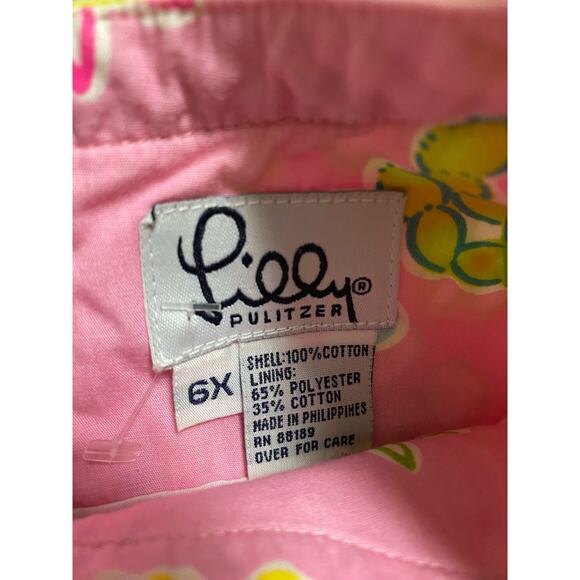 Lilly®
PULITZER
6X
SHELL:100%COTTON
LINING:
65% POLYESTER
35% COTTON
MADE IN PHILIPPINES
RN 88189
OVER FOR CARE